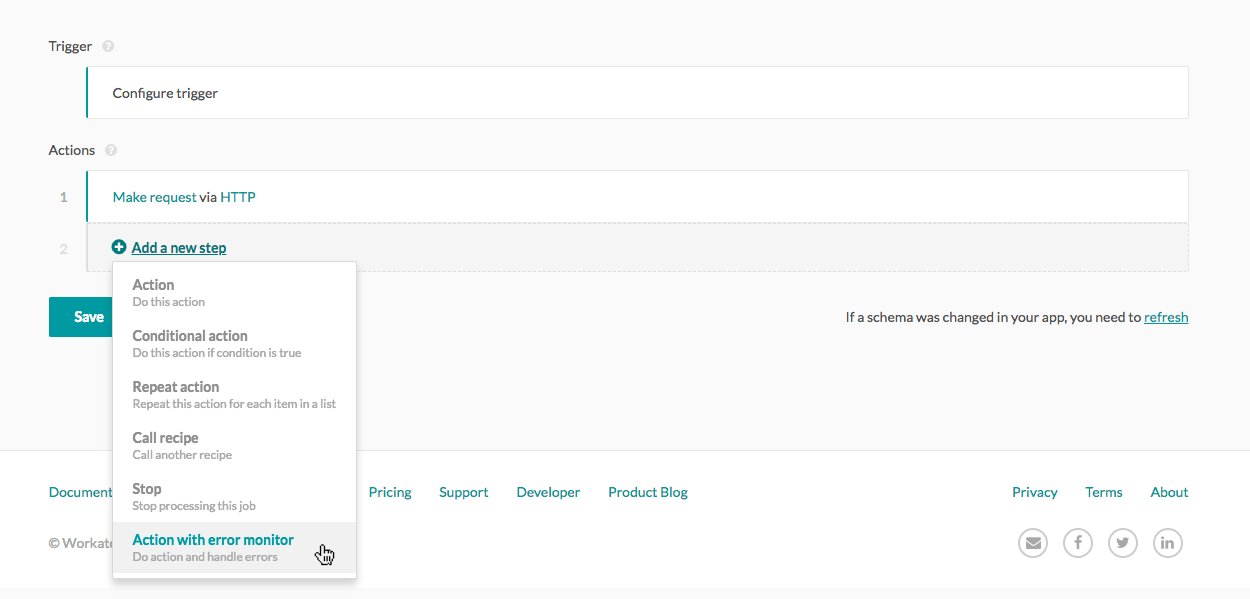 Trigger ?
Configure trigger
Actions ?
1 Make request via HTTP
2 Add a new step
Action
Do this action
Conditional action
Do this action if condition is true
Repeat action
Repeat this action for each item in a list
Call recipe
Call another recipe
Stop
Stop processing this job
Action with error monitor
Do action and handle errors
Save
If a schema was changed in your app, you need to refresh
Document
Pricing
Support
Developer
Product Blog
Privacy
Terms
About
© Workato